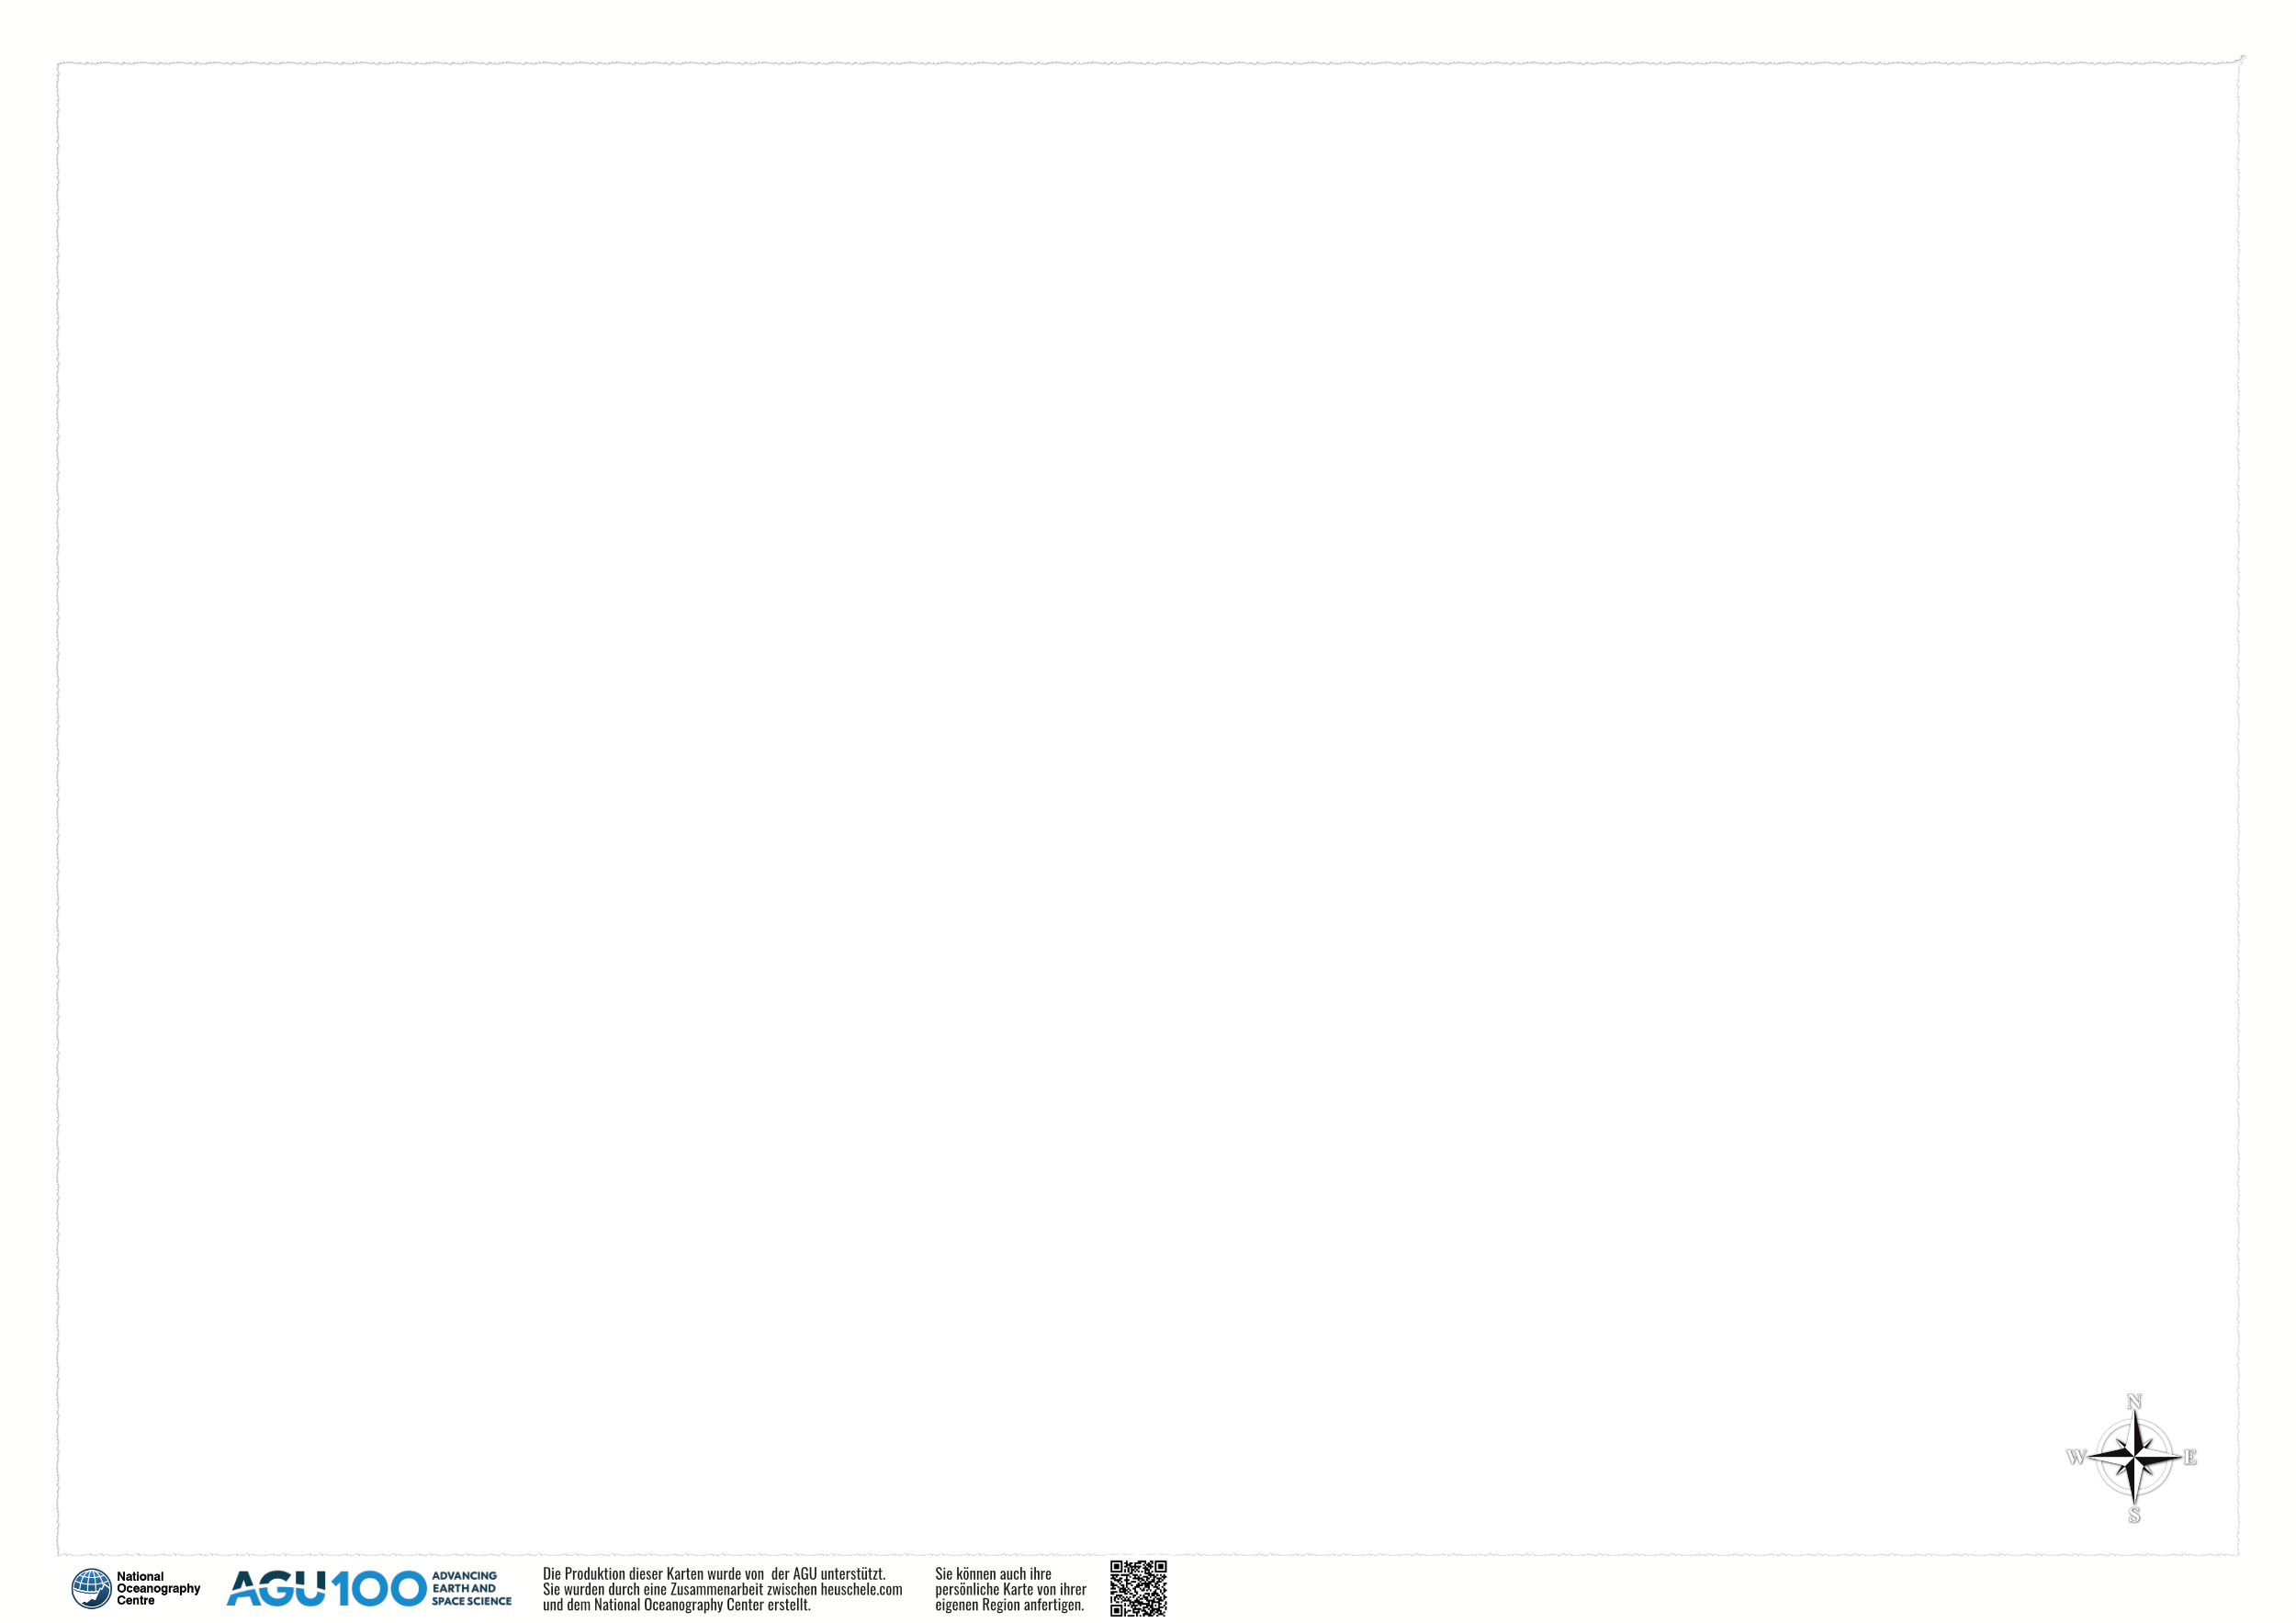 N
W
E
S
National
Oceanography
Centre
AGU100
ADVANCING
EARTH AND
SPACE SCIENCE
Die Produktion dieser Karten wurde von der AGU unterstützt.
Sie wurden durch eine Zusammenarbeit zwischen heuschele.com
und dem National Oceanography Center erstellt.
Sie können auch ihre
persönliche Karte von ihrer
eigenen Region anfertigen.